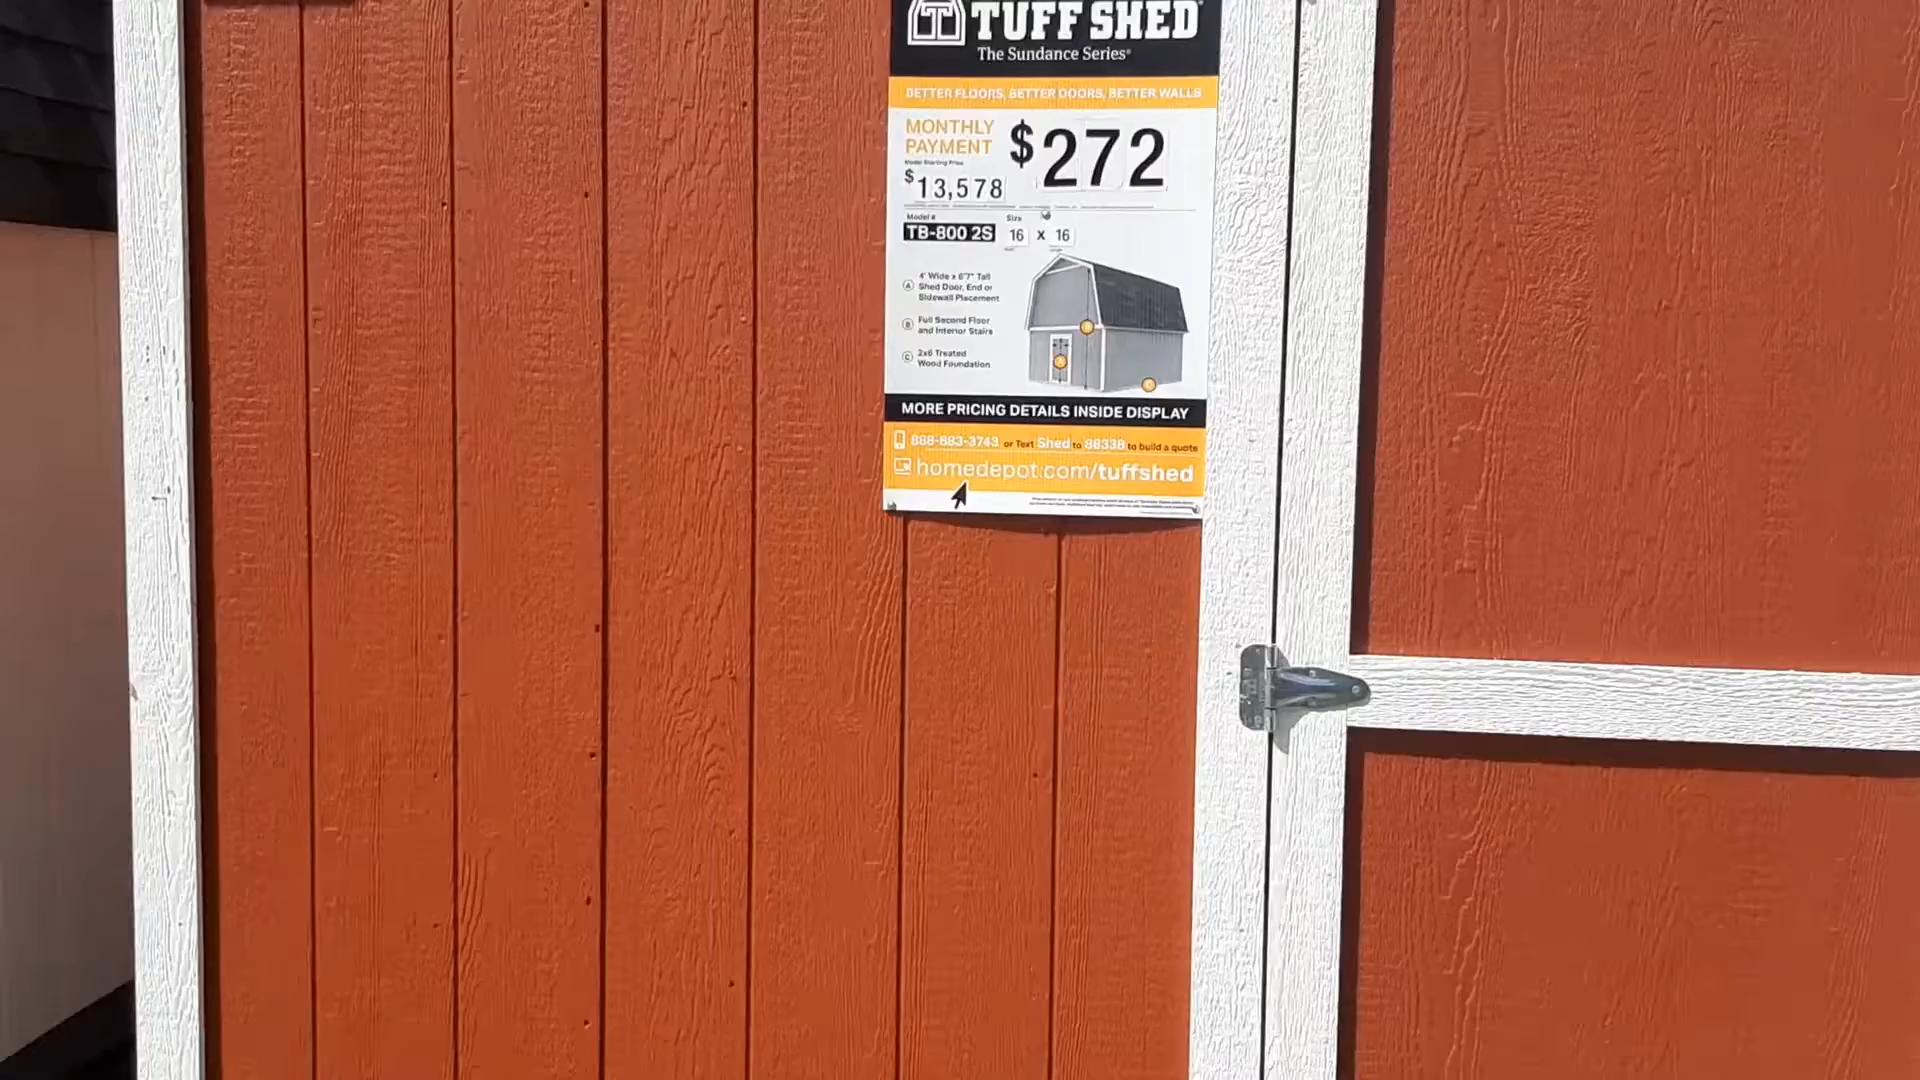 TUFF SHED
The Sundance Series®
BETTER FLOORS, BETTER DOORS, BETTER WALLS
MONTHLY
PAYMENT
$272
Model Starting Price
$13,578
Model #
Size
TB-800 2S
16 x 16
A
4' Wide x 6'7" Tall
Shed Door, End or
Sidewall Placement
B
Full Second Floor
and Interior Stairs
C
2x6 Treated
Wood Foundation
B
A
C
MORE PRICING DETAILS INSIDE DISPLAY
888-883-3743 or Text Shed to 88338 to build a quote
homedepot.com/tuffshed